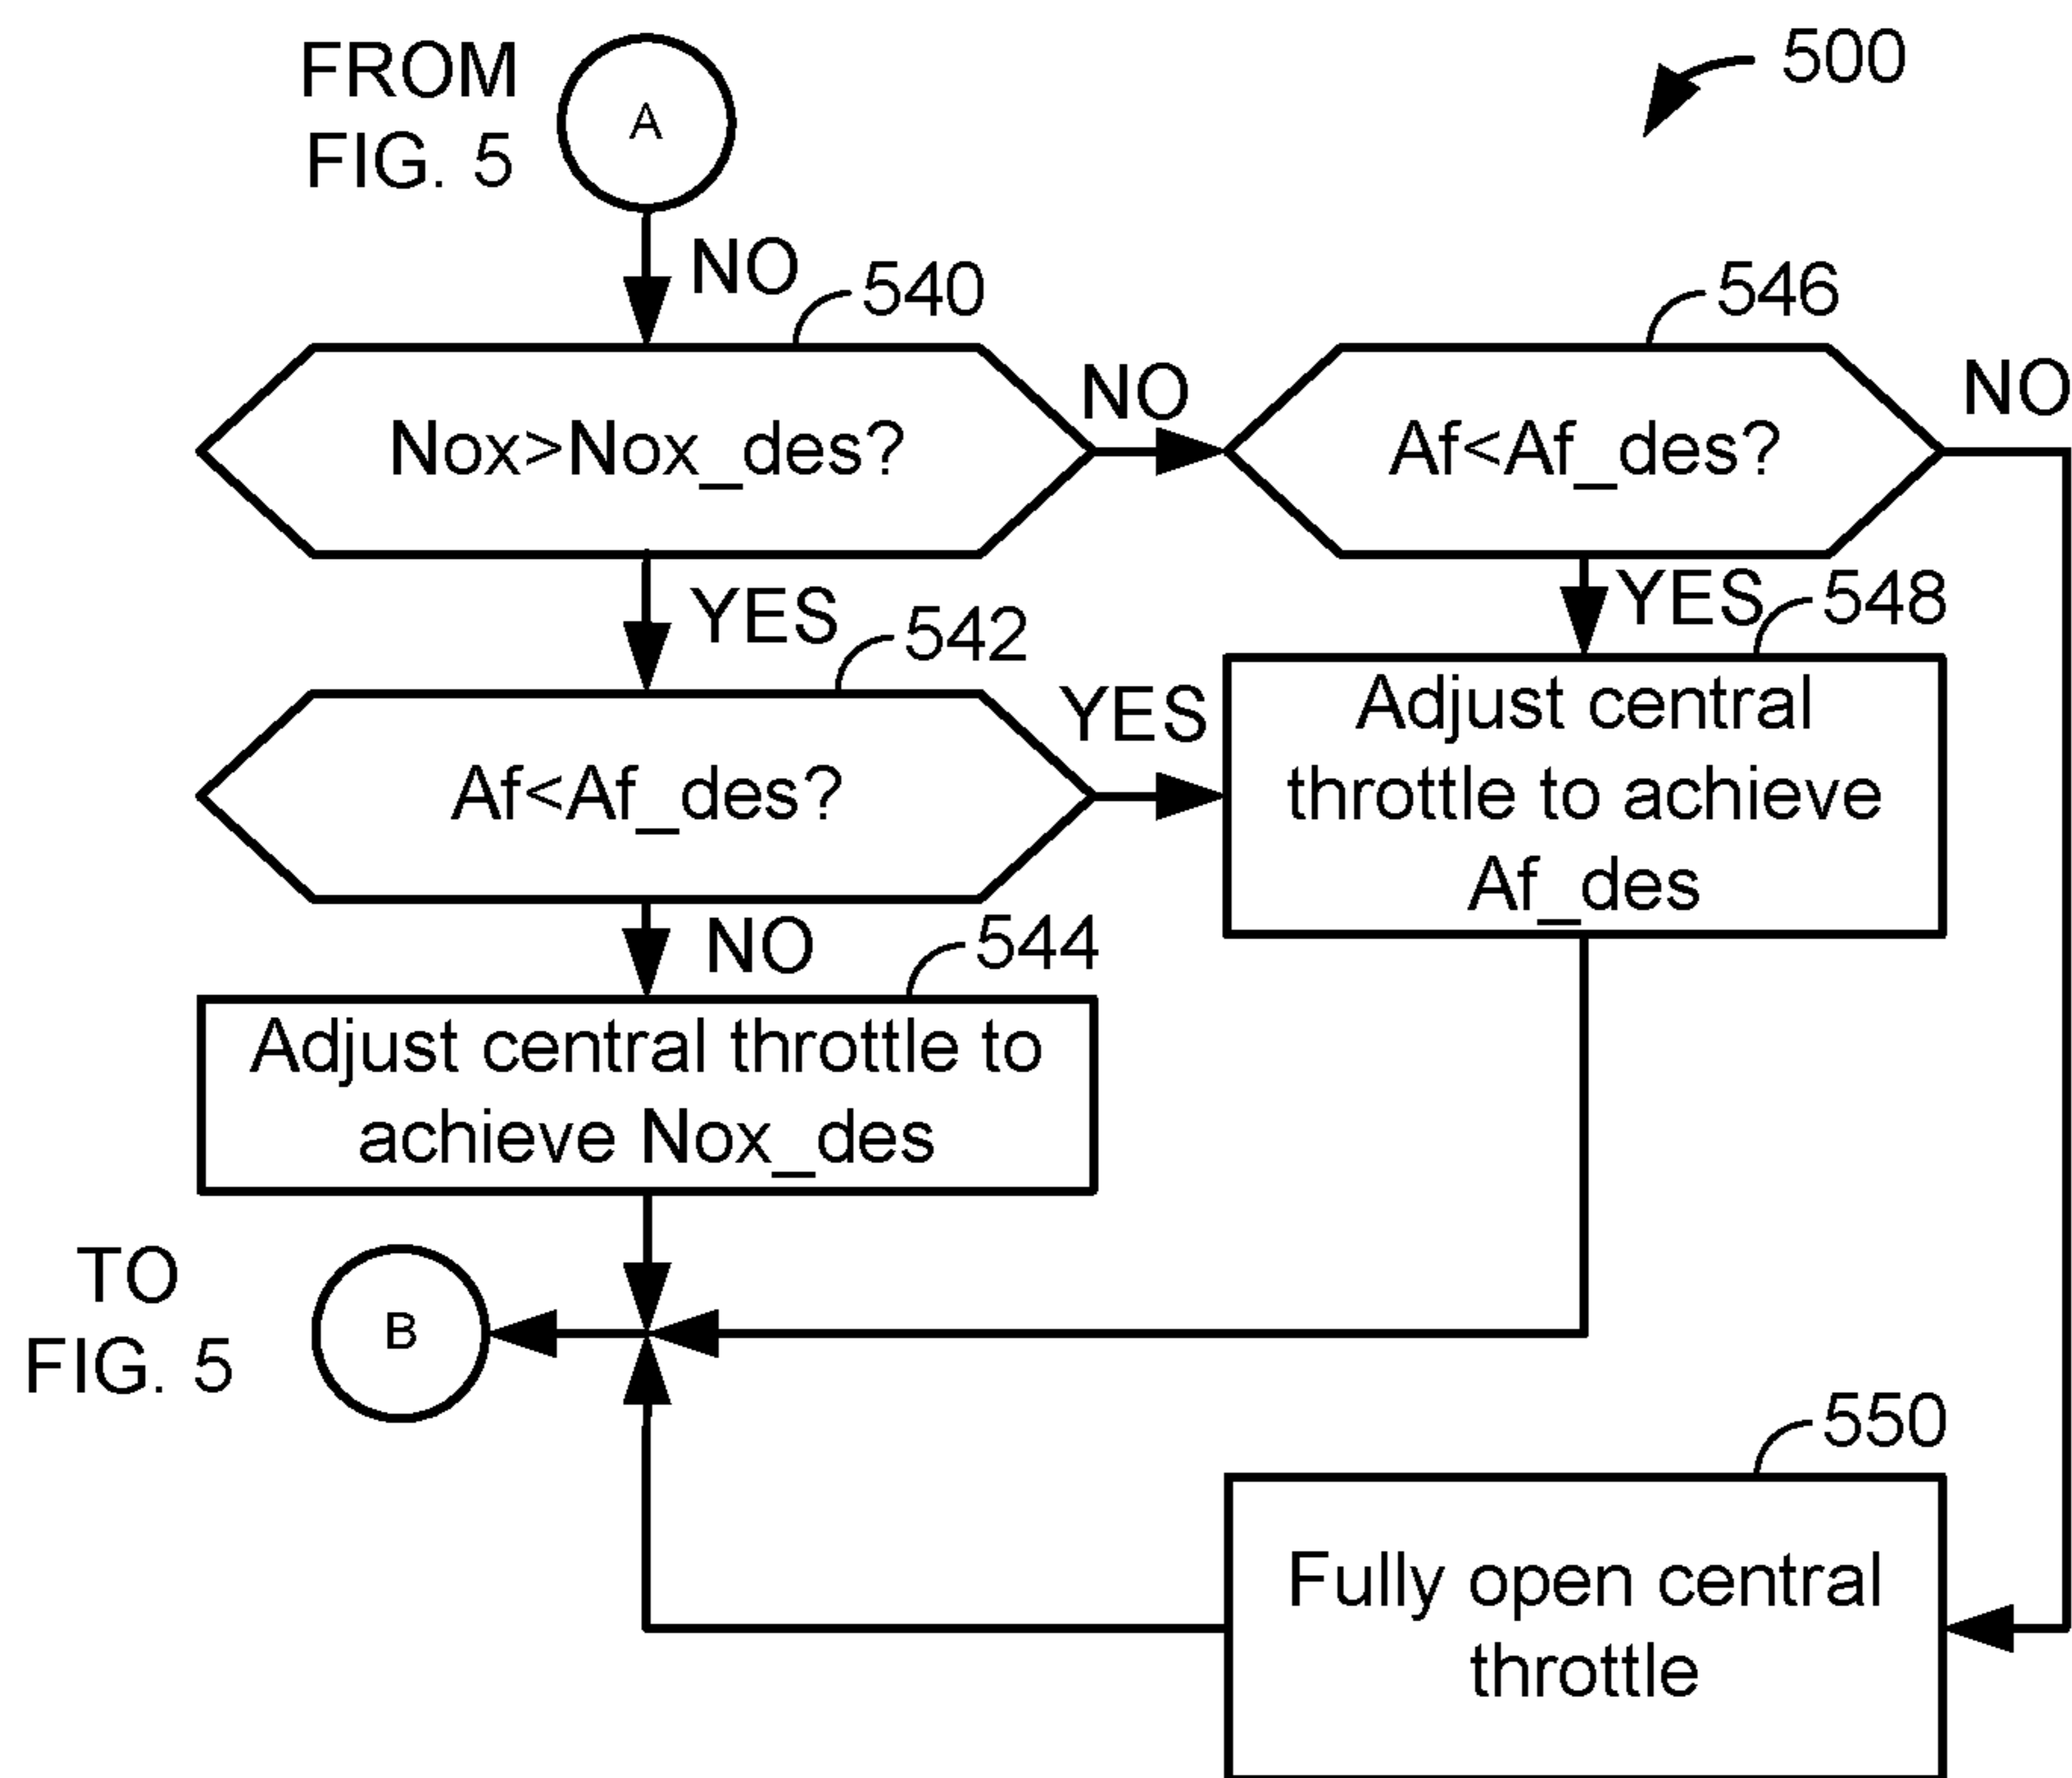 FROM
FIG. 5
A
500
NO
540
546
Nox>Nox_des?
NO
Af<Af_des?
NO
YES
542
YES
548
Af<Af_des?
YES
Adjust central
throttle to achieve
Af_des
NO
544
Adjust central throttle to
achieve Nox_des
TO
FIG. 5
B
550
Fully open central
throttle